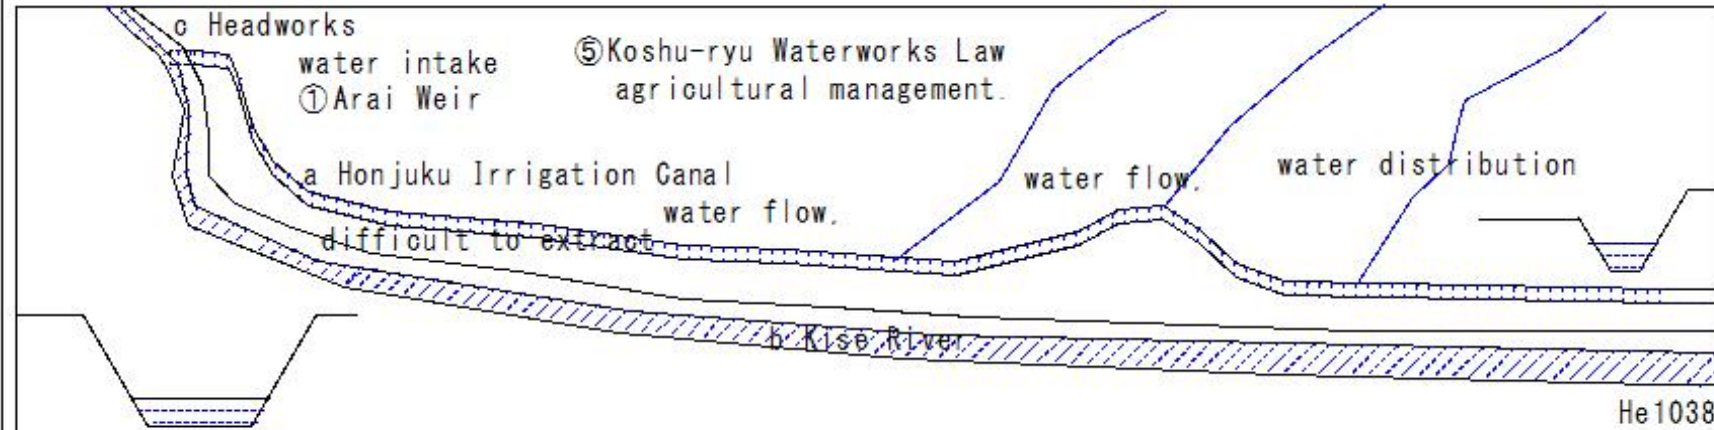 c Headworks
water intake
①Arai Weir
⑤Koshu-ryu Waterworks Law
agricultural management.
a Honjuku Irrigation Canal
water flow.
difficult to extract
water flow.
water distribution
b Kise River
He1038